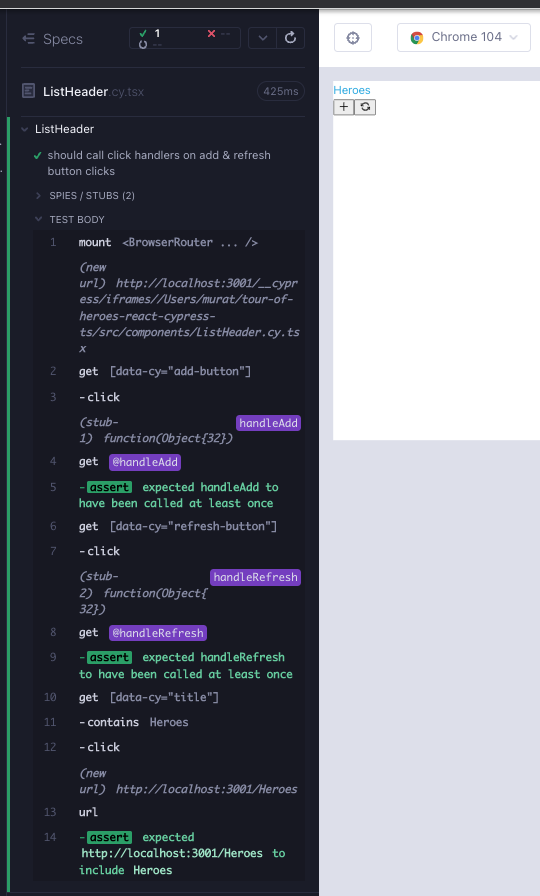 Specs
1
--
--
Chrome 104
ListHeader.cy.tsx
425ms
ListHeader
should call click handlers on add & refresh
button clicks
SPIES / STUBS (2)
TEST BODY
1 mount <BrowserRouter ... />
(new
url) http://localhost:3001/__cypr
ess/iframes//Users/murat/tour-of-
heroes-react-cypress-
ts/src/components/ListHeader.cy.ts
x
2 get [data-cy="add-button"]
3 -click
(stub- handleAdd
1) function(Object{32})
4 get @handleAdd
5 -assert expected handleAdd to
have been called at least once
6 get [data-cy="refresh-button"]
7 -click
(stub- handleRefresh
2) function(Object{
32})
8 get @handleRefresh
9 -assert expected handleRefresh
to have been called at least once
10 get [data-cy="title"]
11 -contains Heroes
12 -click
(new
url) http://localhost:3001/Heroes
13 url
14 -assert expected
http://localhost:3001/Heroes to
include Heroes
Heroes